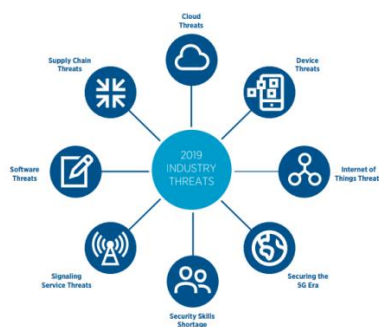 Cloud
Threats
Supply Chain
Threats
Device
Threats
2019
INDUSTRY
THREATS
Software
Threats
Internet of
Things Threat
Signaling
Service Threats
Securing the
5G Era
Security Skills
Shortage